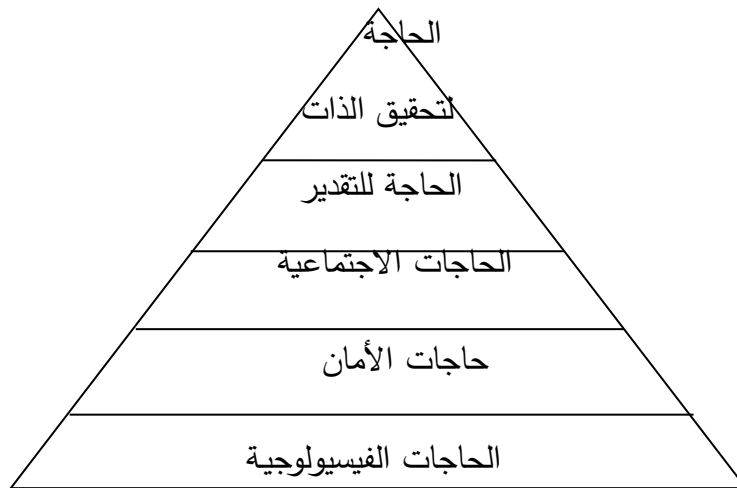 الحاجة
لتحقيق الذات
الحاجة للتقدير
الحاجات الاجتماعية
حاجات الأمان
الحاجات الفيسيولوجية